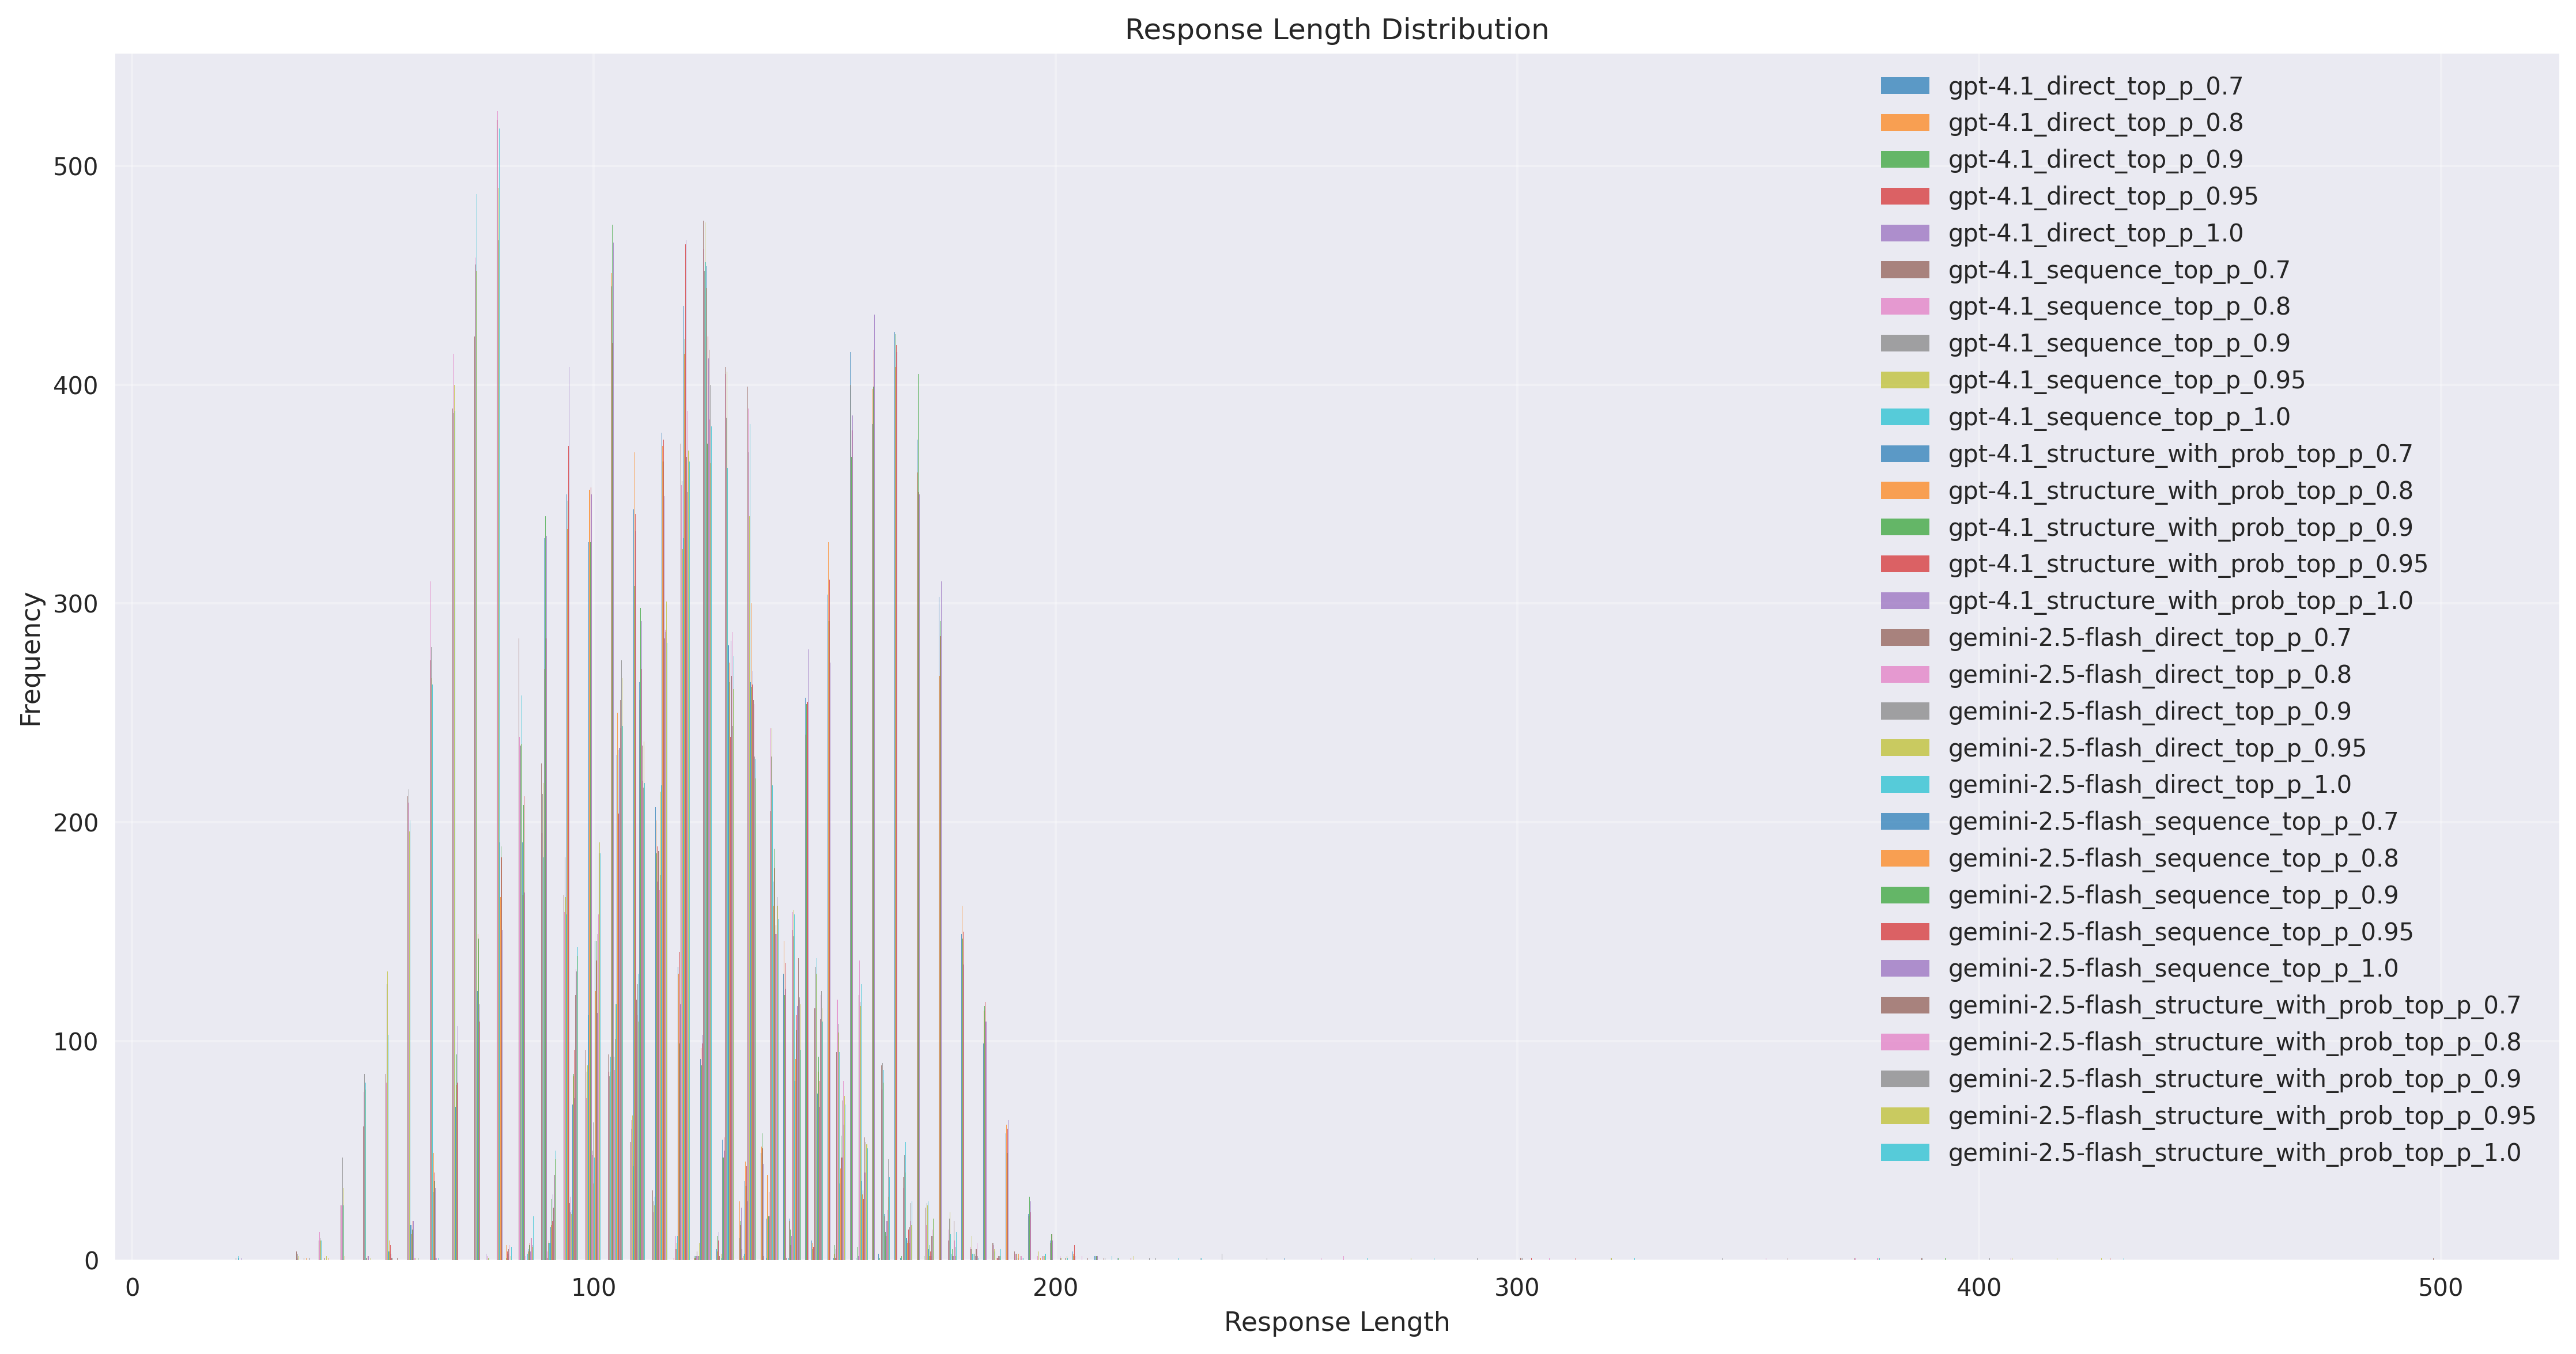 Response Length Distribution
gpt-4.1_direct_top_p_0.7
gpt-4.1_direct_top_p_0.8
gpt-4.1_direct_top_p_0.9
gpt-4.1_direct_top_p_0.95
gpt-4.1_direct_top_p_1.0
gpt-4.1_sequence_top_p_0.7
gpt-4.1_sequence_top_p_0.8
gpt-4.1_sequence_top_p_0.9
gpt-4.1_sequence_top_p_0.95
gpt-4.1_sequence_top_p_1.0
gpt-4.1_structure_with_prob_top_p_0.7
gpt-4.1_structure_with_prob_top_p_0.8
gpt-4.1_structure_with_prob_top_p_0.9
gpt-4.1_structure_with_prob_top_p_0.95
gpt-4.1_structure_with_prob_top_p_1.0
gemini-2.5-flash_direct_top_p_0.7
gemini-2.5-flash_direct_top_p_0.8
gemini-2.5-flash_direct_top_p_0.9
gemini-2.5-flash_direct_top_p_0.95
gemini-2.5-flash_direct_top_p_1.0
gemini-2.5-flash_sequence_top_p_0.7
gemini-2.5-flash_sequence_top_p_0.8
gemini-2.5-flash_sequence_top_p_0.9
gemini-2.5-flash_sequence_top_p_0.95
gemini-2.5-flash_sequence_top_p_1.0
gemini-2.5-flash_structure_with_prob_top_p_0.7
gemini-2.5-flash_structure_with_prob_top_p_0.8
gemini-2.5-flash_structure_with_prob_top_p_0.9
gemini-2.5-flash_structure_with_prob_top_p_0.95
gemini-2.5-flash_structure_with_prob_top_p_1.0
Frequency
500
400
300
200
100
0
0 100 200 300 400 500
Response Length